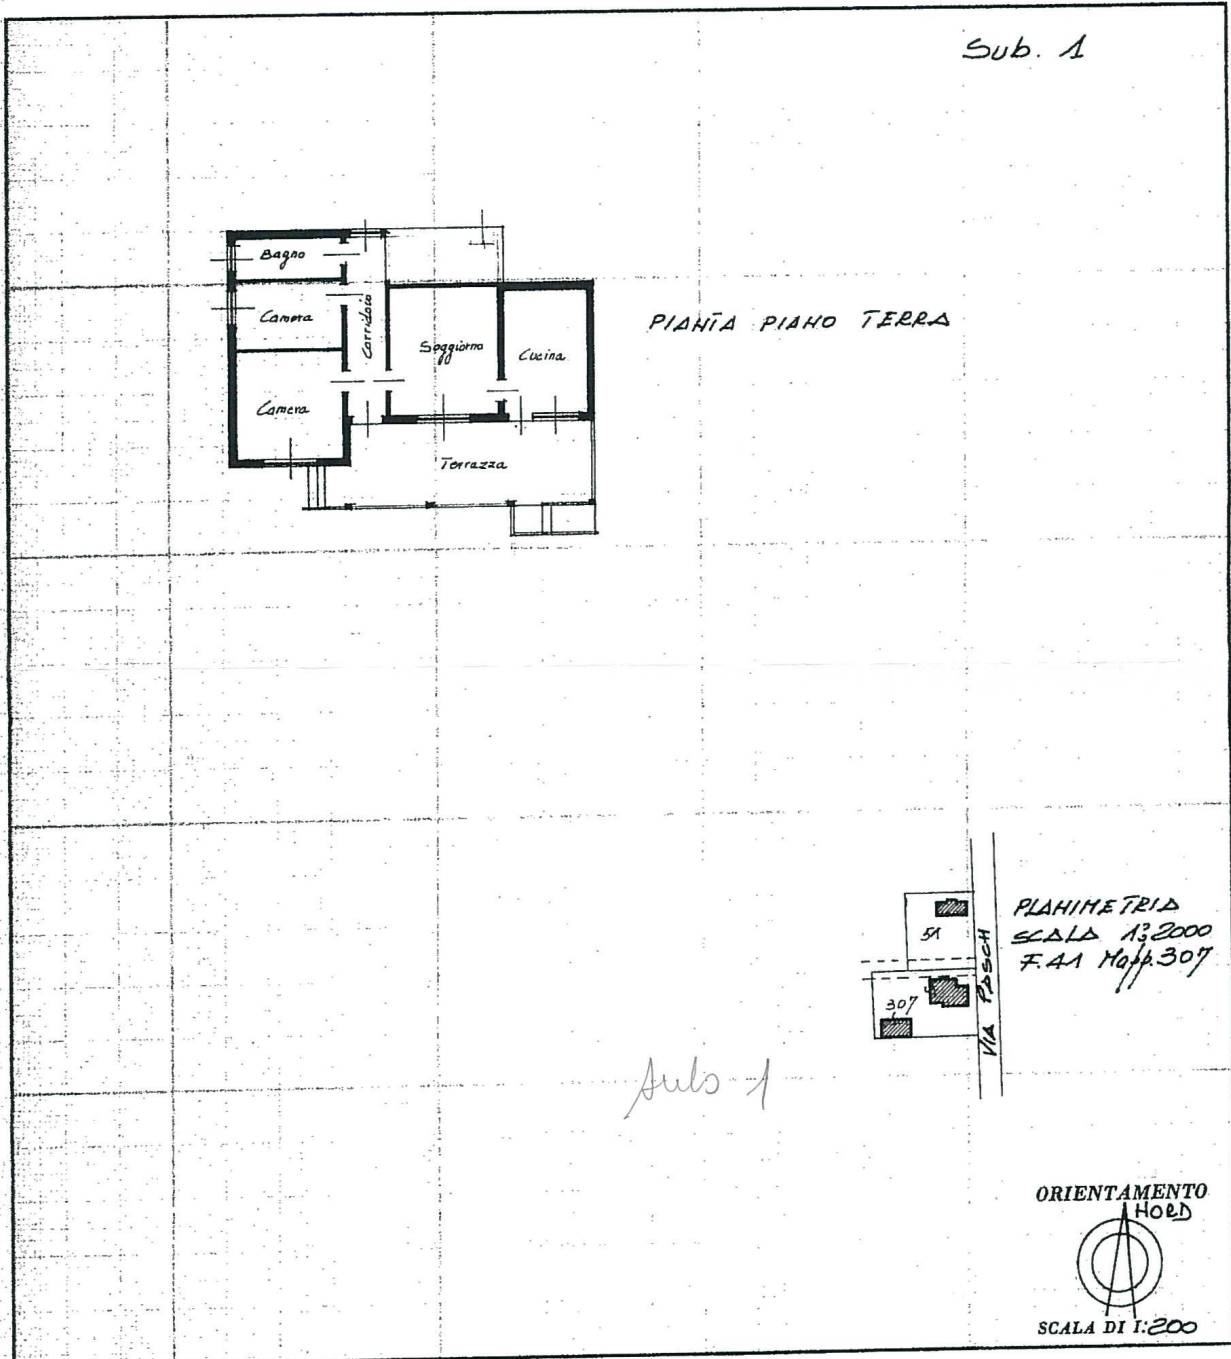 Sub. 1
Bagno
Camera
Corridoio
Soggiorno
Cucina
Camera
Terrazza
PIANTA PIANO TERRA
51
307
VIA PASCH
PLANIMETRIA
SCALA 1:2000
F.41 Mapp.307
sub 1
ORIENTAMENTO
NORD
SCALA DI 1:200